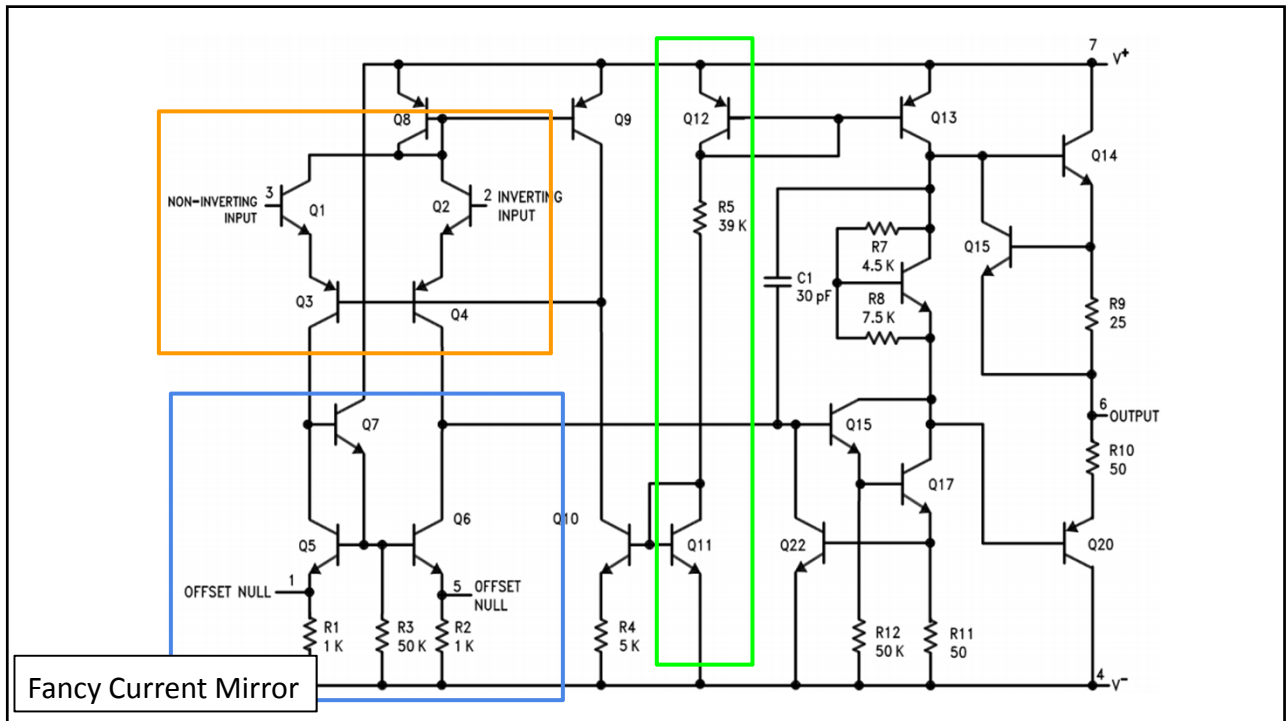 7
V+
Q8
Q9
Q12
Q13
Q14
3
NON-INVERTING
INPUT
Q1
Q2
2 INVERTING
INPUT
R5
39 K
R7
4.5 K
Q15
C1
30 pF
R8
7.5 K
Q3
Q4
R9
25
Q7
6
OUTPUT
Q15
R10
50
Q17
Q6
Q10
Q5
Q11
Q22
Q20
OFFSET NULL
1
5
OFFSET
NULL
R1
1 K
R3
50 K
R2
1 K
R4
5 K
R12
50 K
R11
50
4
V-
Fancy Current Mirror